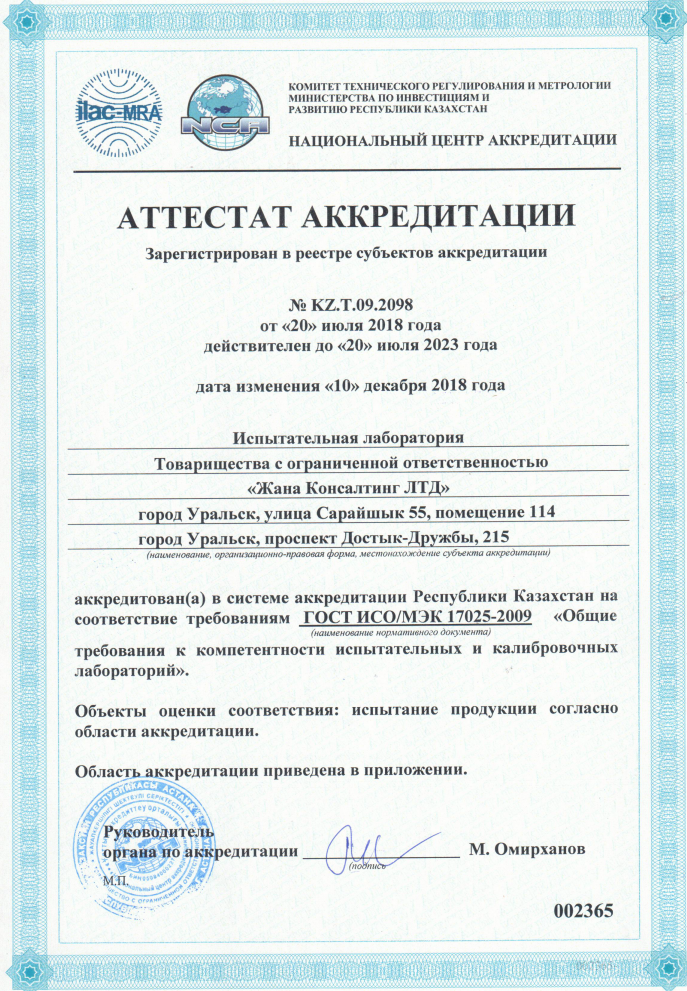 ilac-MRA
NCA
КОМИТЕТ ТЕХНИЧЕСКОГО РЕГУЛИРОВАНИЯ И МЕТРОЛОГИИ
МИНИСТЕРСТВА ПО ИНВЕСТИЦИЯМ И
РАЗВИТИЮ РЕСПУБЛИКИ КАЗАХСТАН
НАЦИОНАЛЬНЫЙ ЦЕНТР АККРЕДИТАЦИИ
АТТЕСТАТ АККРЕДИТАЦИИ
Зарегистрирован в реестре субъектов аккредитации
№ KZ.T.09.2098
от «20» июля 2018 года
действителен до «20» июля 2023 года
дата изменения «10» декабря 2018 года
Испытательная лаборатория
Товарищества с ограниченной ответственностью
«Жана Консалтинг ЛТД»
город Уральск, улица Сарайшык 55, помещение 114
город Уральск, проспект Достык-Дружбы, 215
(наименование, организационно-правовая форма, местонахождение субъекта аккредитации)
аккредитован(а) в системе аккредитации Республики Казахстан на
соответствие требованиям ГОСТ ИСО/МЭК 17025-2009 «Общие
(наименование нормативного документа)
требования к компетентности испытательных и калибровочных
лабораторий».
Объекты оценки соответствия: испытание продукции согласно
области аккредитации.
Область аккредитации приведена в приложении.
Руководитель
органа по аккредитации М. Омирханов
(подпись
М.П.
002365